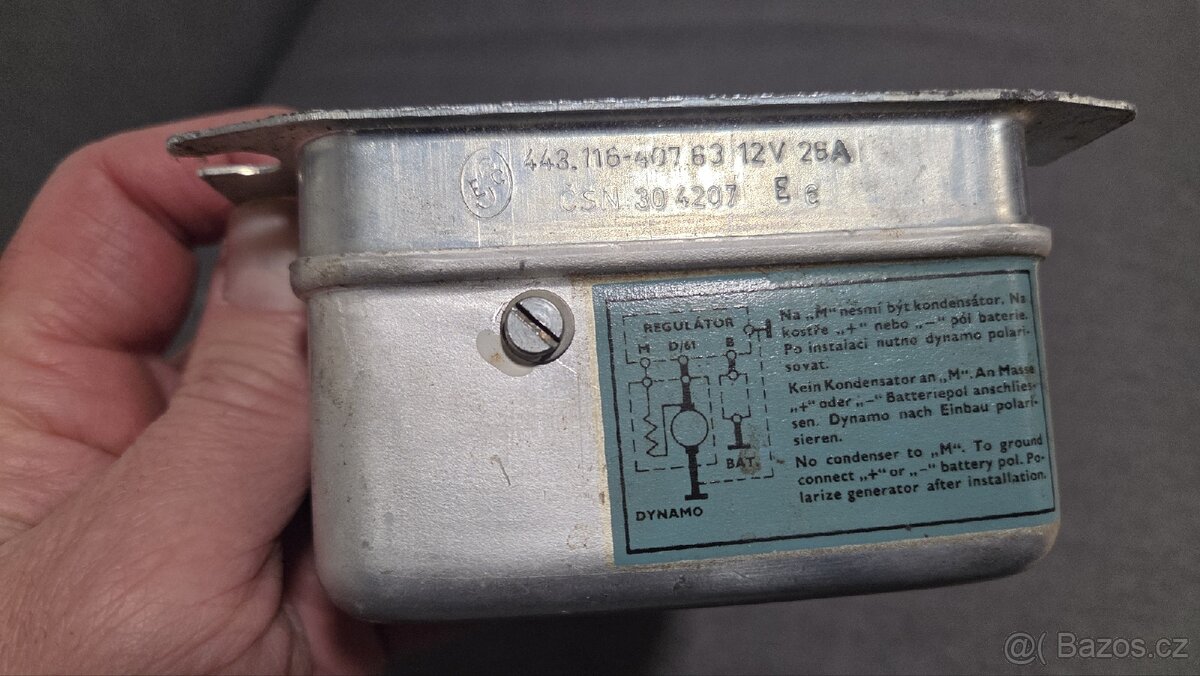 443.116-407.63 12V 26A
ČSN 30 4207 E e
REGULÁTOR
M D/61 B
BAT.
DYNAMO
Na „M" nesmí být kondensátor. Na
kostře „+" nebo „-" pól baterie.
Po instalaci nutno dynamo polari-
sovat.
Kein Kondensator an „M". An Masse
„+" oder „-" Batteriepol anschlies-
sen. Dynamo nach Einbau polari-
sieren.
No condenser to „M". To ground
connect „+" or „-" battery pol. Po-
larize generator after installation.
@( Bazos.cz